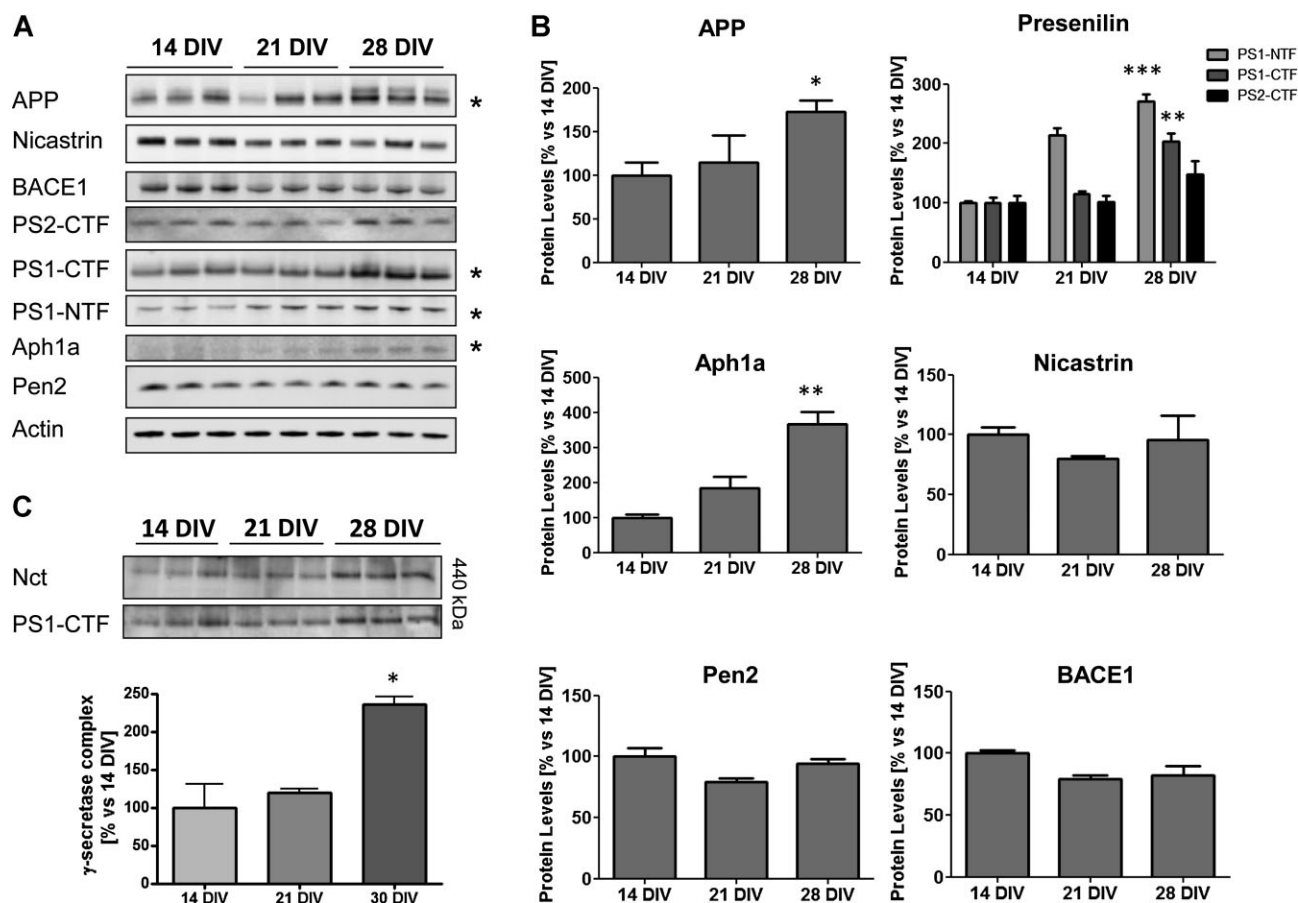 A
14 DIV 21 DIV 28 DIV
APP *
Nicastrin
BACE1
PS2-CTF
PS1-CTF *
PS1-NTF *
Aph1a *
Pen2
Actin
C
14 DIV 21 DIV 28 DIV
Nct
PS1-CTF
440 kDa
γ-secretase complex
[% vs 14 DIV]
250
200
150
100
50
0
*
14 DIV 21 DIV 30 DIV
B
APP
Protein Levels [% vs 14 DIV]
200
150
100
50
0
*
14 DIV 21 DIV 28 DIV
Presenilin
Protein Levels [% vs 14 DIV]
300
200
100
0
***
**
PS1-NTF
PS1-CTF
PS2-CTF
14 DIV 21 DIV 28 DIV
Aph1a
Protein Levels [% vs 14 DIV]
500
400
300
200
100
0
**
14 DIV 21 DIV 28 DIV
Nicastrin
Protein Levels [% vs 14 DIV]
150
100
50
0
14 DIV 21 DIV 28 DIV
Pen2
Protein Levels [% vs 14 DIV]
150
100
50
0
14 DIV 21 DIV 28 DIV
BACE1
Protein Levels [% vs 14 DIV]
150
100
50
0
14 DIV 21 DIV 28 DIV